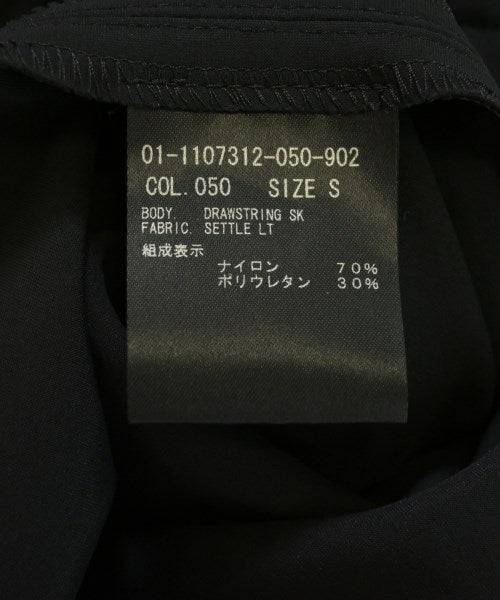 01-1107312-050-902
COL. 050 SIZE S
BODY. DRAWSTRING SK
FABRIC. SETTLE LT
組成表示
ナイロン 70%
ポリウレタン 30%